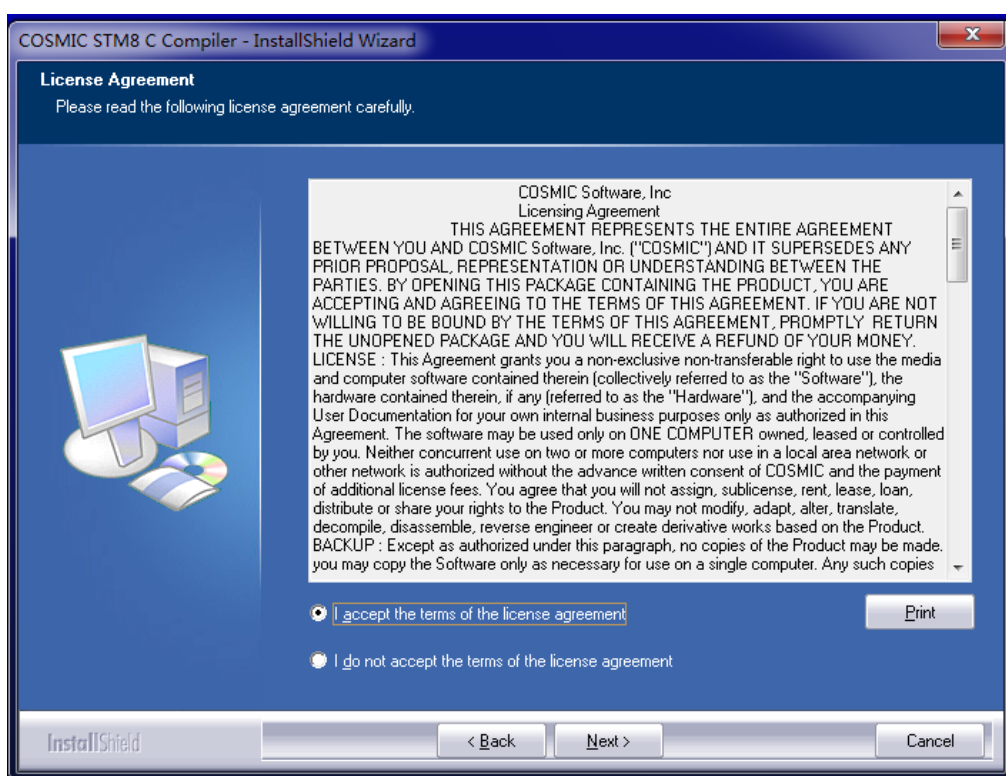 COSMIC STM8 C Compiler - InstallShield Wizard
License Agreement
Please read the following license agreement carefully.
COSMIC Software, Inc
Licensing Agreement
THIS AGREEMENT REPRESENTS THE ENTIRE AGREEMENT
BETWEEN YOU AND COSMIC Software, Inc. ("COSMIC") AND IT SUPERSEDES ANY
PRIOR PROPOSAL, REPRESENTATION OR UNDERSTANDING BETWEEN THE
PARTIES. BY OPENING THIS PACKAGE CONTAINING THE PRODUCT, YOU ARE
ACCEPTING AND AGREEING TO THE TERMS OF THIS AGREEMENT. IF YOU ARE NOT
WILLING TO BE BOUND BY THE TERMS OF THIS AGREEMENT, PROMPTLY RETURN
THE UNOPENED PACKAGE AND YOU WILL RECEIVE A REFUND OF YOUR MONEY.
LICENSE : This Agreement grants you a non-exclusive non-transferable right to use the media
and computer software contained therein (collectively referred to as the "Software"), the
hardware contained therein, if any (referred to as the "Hardware"), and the accompanying
User Documentation for your own internal business purposes only as authorized in this
Agreement. The software may be used only on ONE COMPUTER owned, leased or controlled
by you. Neither concurrent use on two or more computers nor use in a local area network or
other network is authorized without the advance written consent of COSMIC and the payment
of additional license fees. You agree that you will not assign, sublicense, rent, lease, loan,
distribute or share your rights to the Product. You may not modify, adapt, alter, translate,
decompile, disassemble, reverse engineer or create derivative works based on the Product.
BACKUP : Except as authorized under this paragraph, no copies of the Product may be made.
you may copy the Software only as necessary for use on a single computer. Any such copies
I accept the terms of the license agreement
Print
I do not accept the terms of the license agreement
InstallShield
< Back
Next >
Cancel